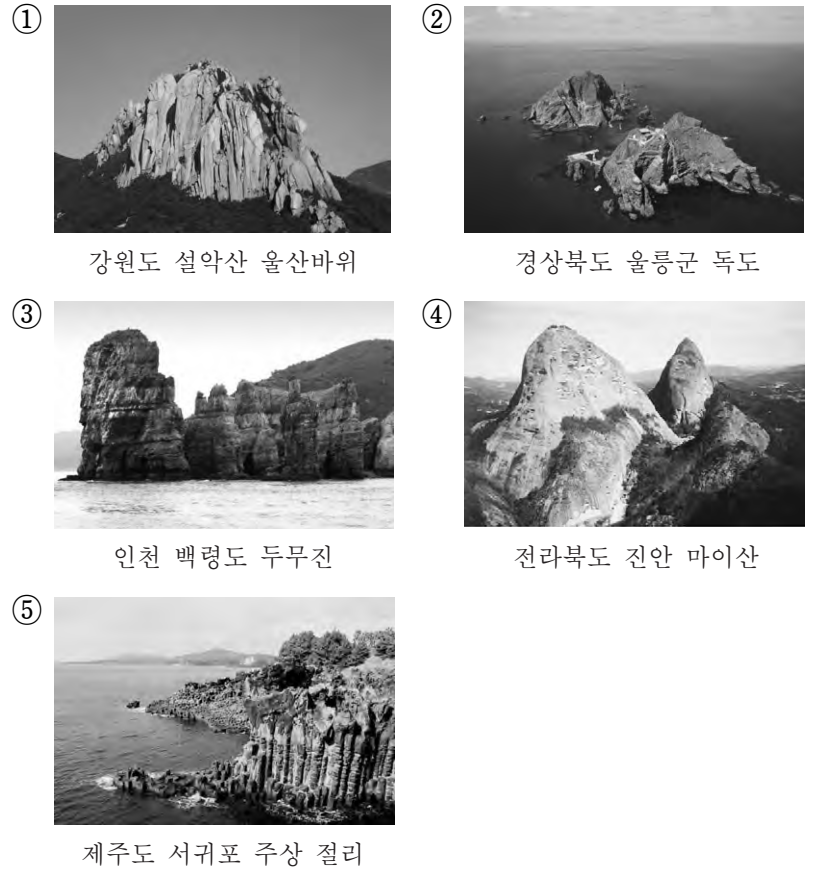 ① ②
강원도 설악산 울산바위 경상북도 울릉군 독도
③ ④
인천 백령도 두무진 전라북도 진안 마이산
⑤
제주도 서귀포 주상 절리